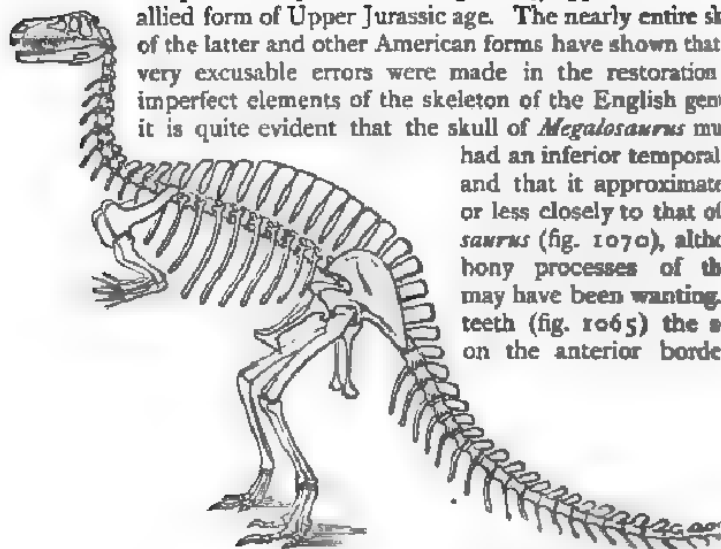 allied form of Upper Jurassic age. The nearly entire sk
of the latter and other American forms have shown that
very excusable errors were made in the restoration
imperfect elements of the skeleton of the English gen
it is quite evident that the skull of Megalosaurus mu
had an inferior temporal
and that it approximate
or less closely to that of
saurus (fig. 1070), altho
bony processes of th
may have been wanting.
teeth (fig. 1065) the s
on the anterior borde